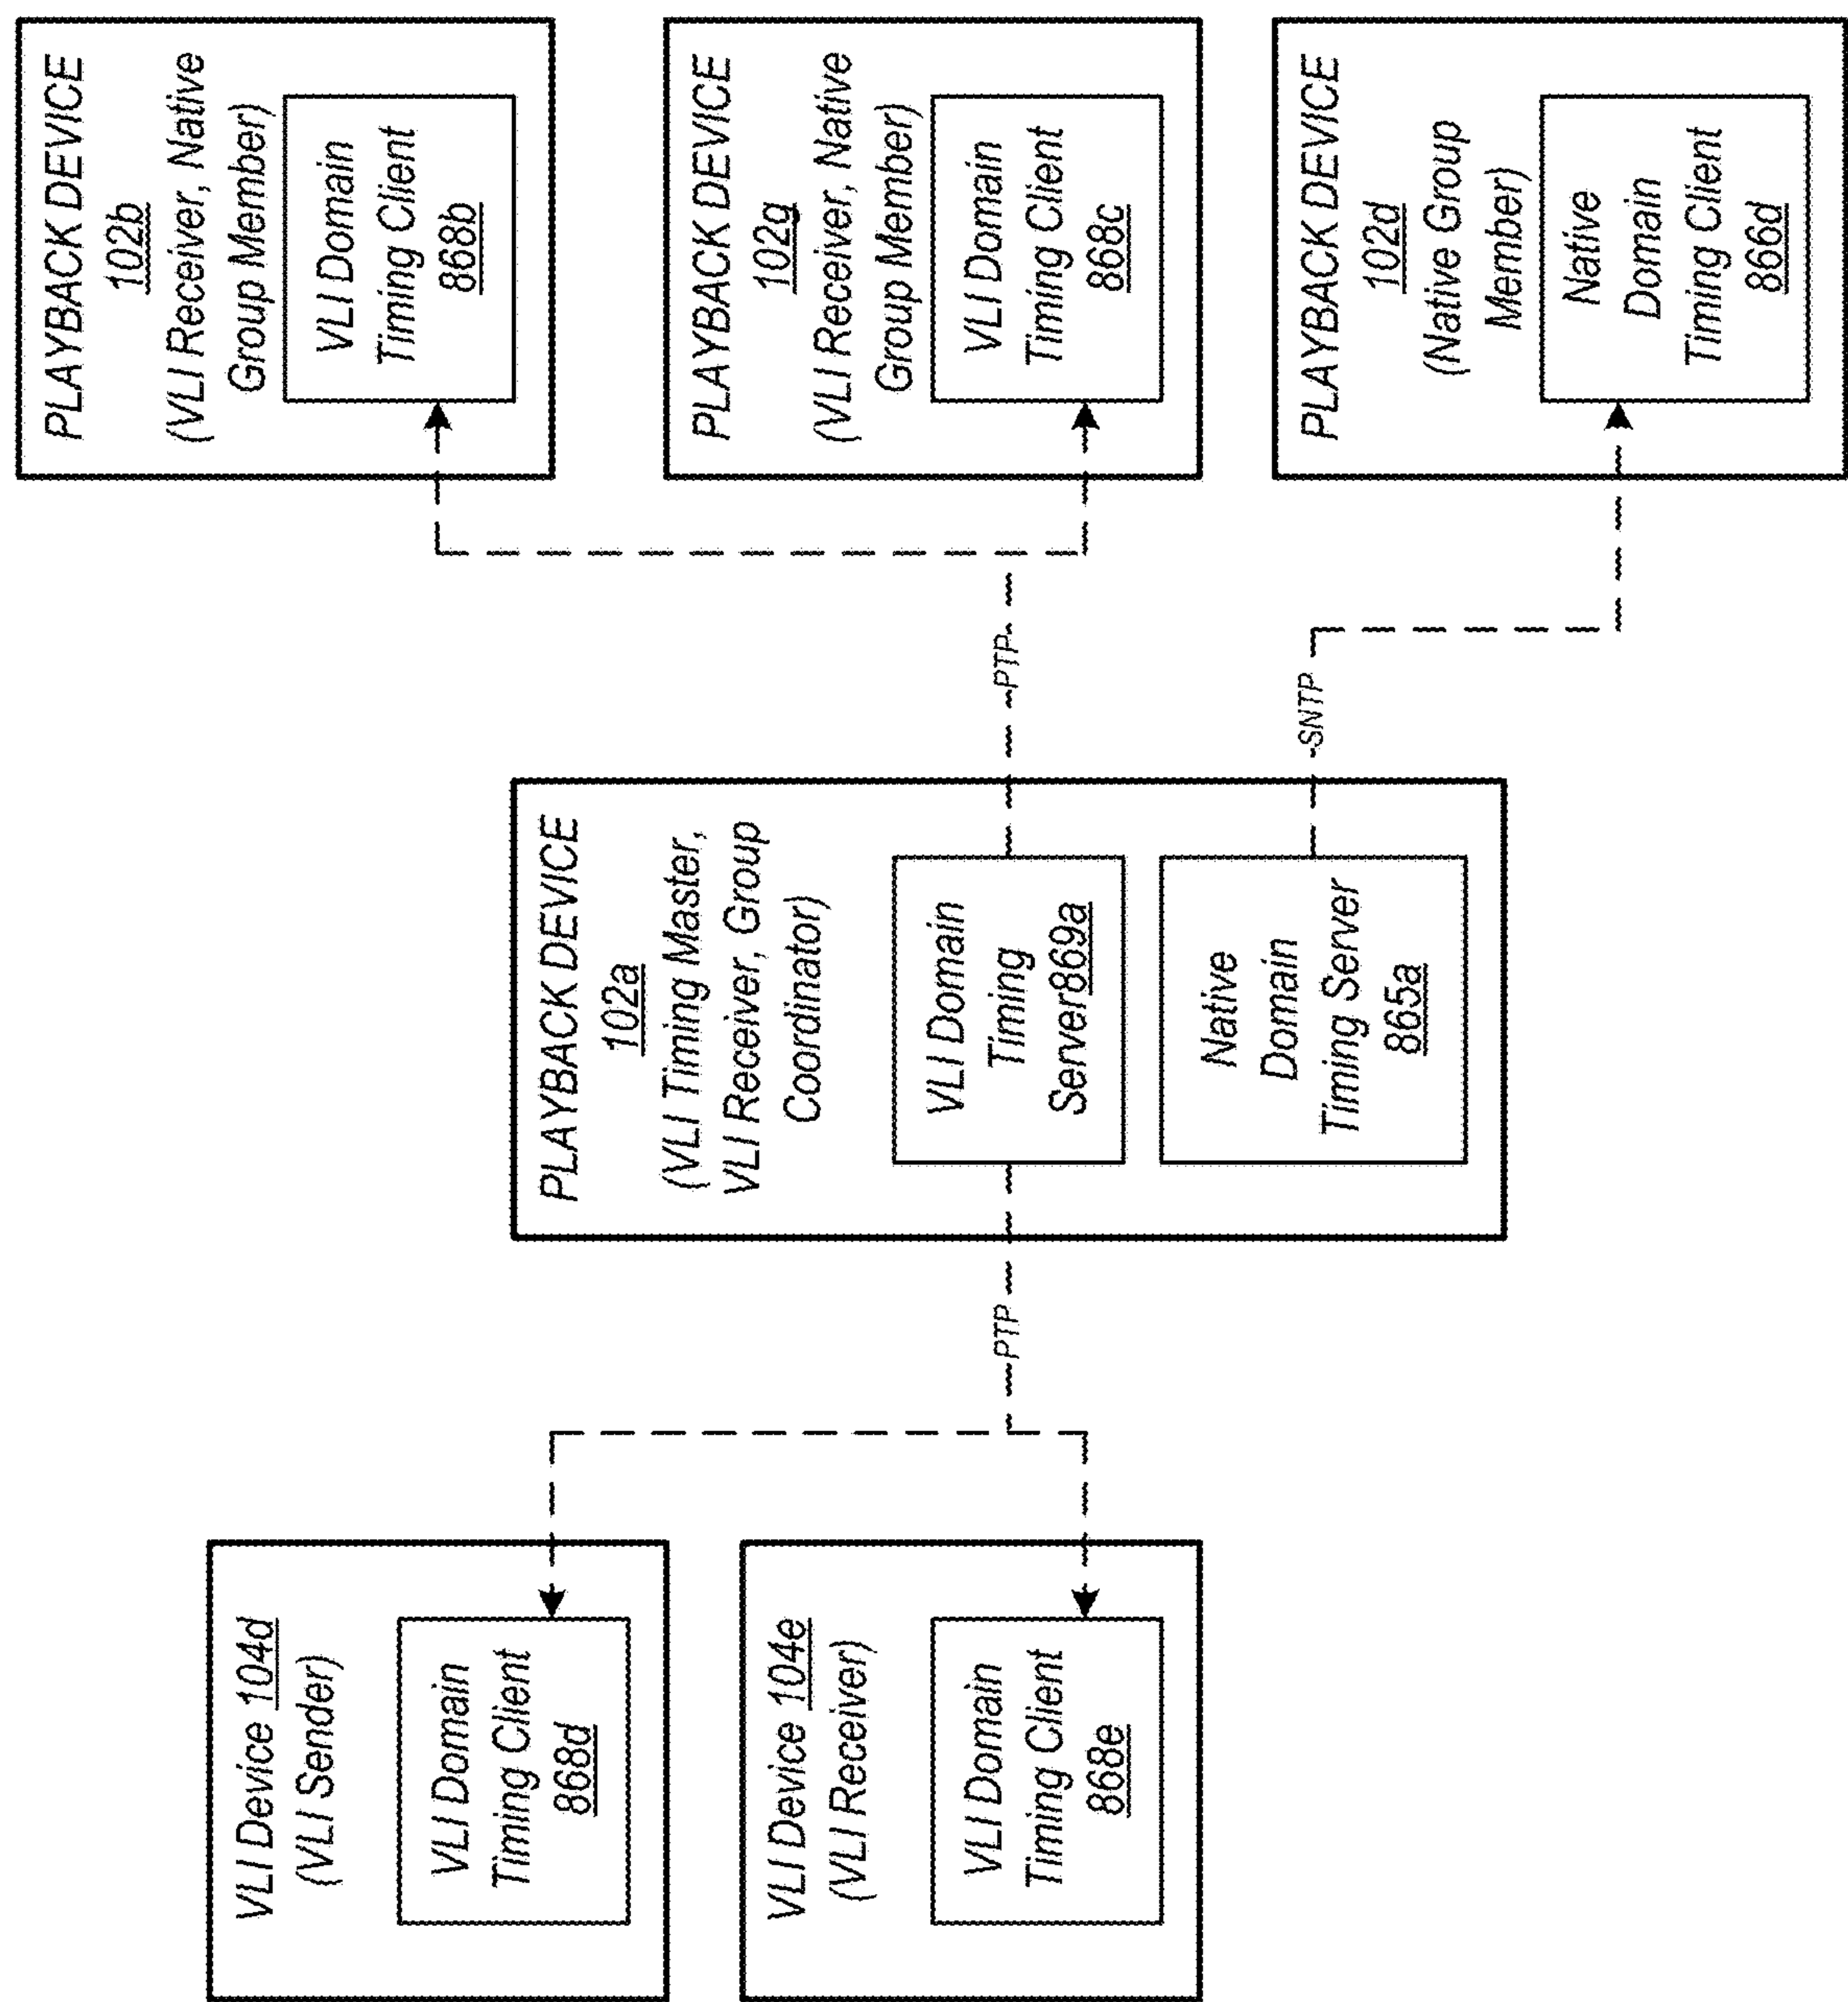 VLI Device 104d
(VLI Sender)
VLI Domain
Timing Client
868d
VLI Device 104e
(VLI Receiver)
VLI Domain
Timing Client
868e
PTP
PLAYBACK DEVICE
102a
(VLI Timing Master,
VLI Receiver, Group
Coordinator)
VLI Domain
Timing
Server869a
Native
Domain
Timing Server
865a
PTP
SNTP
PLAYBACK DEVICE
102b
(VLI Receiver, Native
Group Member)
VLI Domain
Timing Client
868b
PLAYBACK DEVICE
102g
(VLI Receiver, Native
Group Member)
VLI Domain
Timing Client
868c
PLAYBACK DEVICE
102d
(Native Group
Member)
Native
Domain
Timing Client
866d